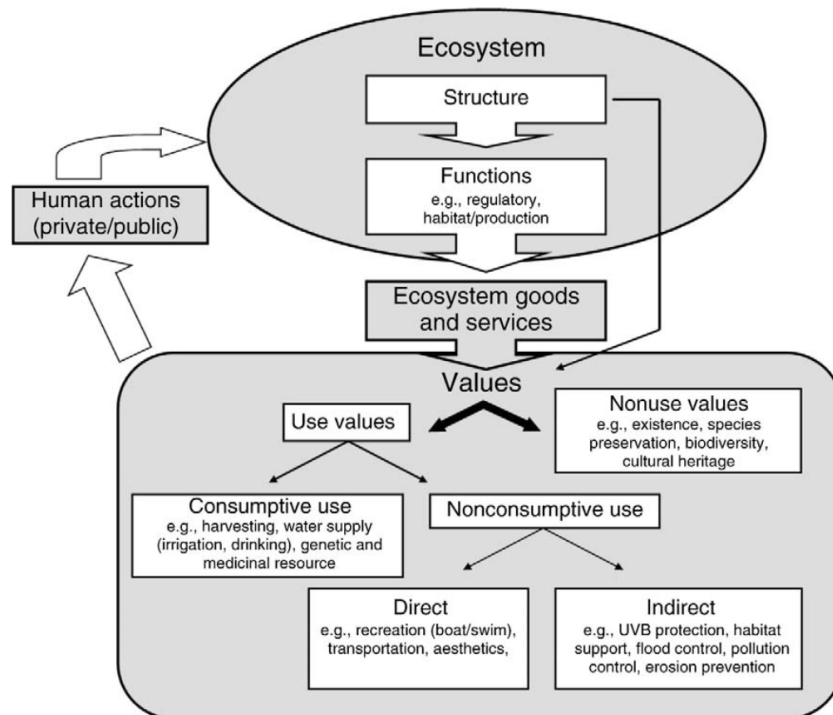 Ecosystem
Structure
Functions
e.g., regulatory,
habitat/production
Human actions
(private/public)
Ecosystem goods
and services
Values
Use values
Nonuse values
e.g., existence, species
preservation, biodiversity,
cultural heritage
Consumptive use
e.g., harvesting, water supply
(irrigation, drinking), genetic and
medicinal resource
Nonconsumptive use
Direct
e.g., recreation (boat/swim),
transportation, aesthetics,
Indirect
e.g., UVB protection, habitat
support, flood control, pollution
control, erosion prevention